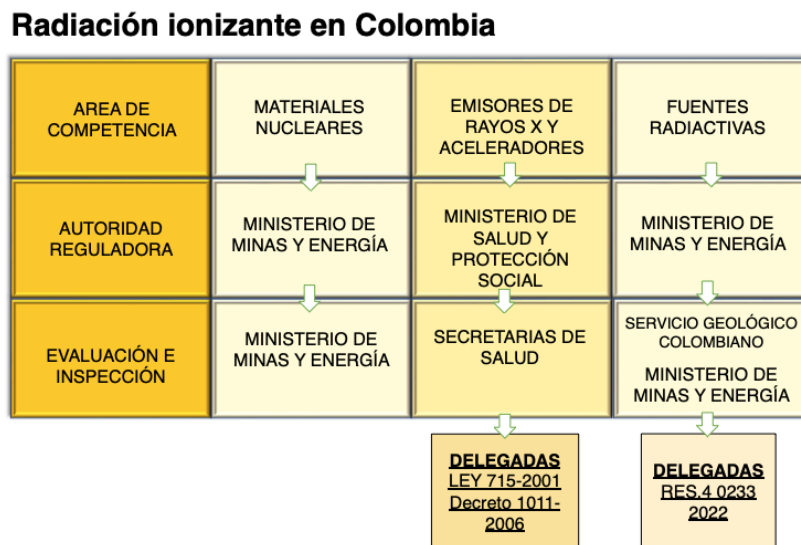 Radiación ionizante en Colombia
AREA DE
COMPETENCIA
MATERIALES
NUCLEARES
EMISORES DE
RAYOS X Y
ACELERADORES
FUENTES
RADIACTIVAS
AUTORIDAD
REGULADORA
MINISTERIO DE
MINAS Y ENERGÍA
MINISTERIO DE
SALUD Y
PROTECCIÓN
SOCIAL
MINISTERIO DE
MINAS Y ENERGÍA
EVALUACIÓN E
INSPECCIÓN
MINISTERIO DE
MINAS Y ENERGÍA
SECRETARIAS DE
SALUD
SERVICIO GEOLÓGICO
COLOMBIANO
MINISTERIO DE
MINAS Y ENERGÍA
DELEGADAS
LEY 715-2001
Decreto 1011-
2006
DELEGADAS
RES.4 0233
2022